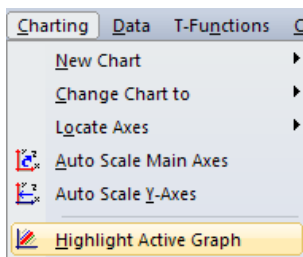 Charting Data T-Functions
New Chart
Change Chart to
Locate Axes
Auto Scale Main Axes
Auto Scale Y-Axes
Highlight Active Graph